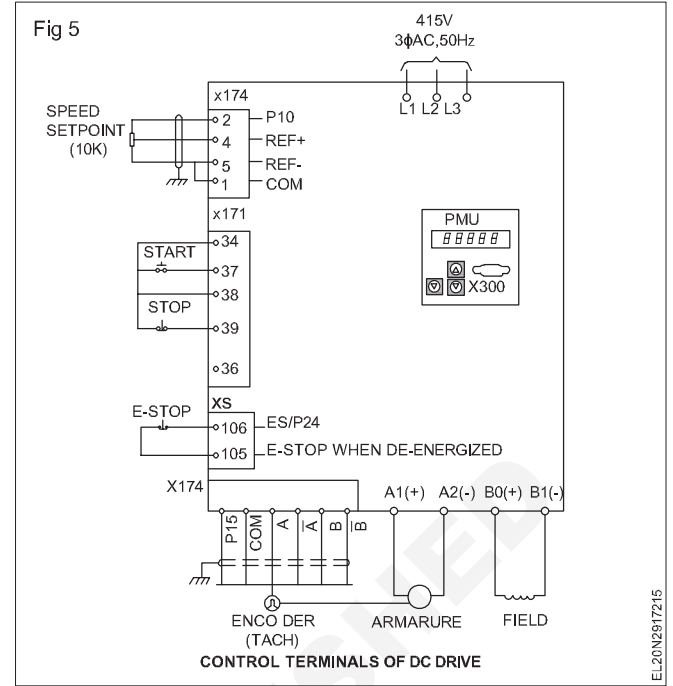 Fig 5
415V
3ϕAC,50Hz
L1 L2 L3
x174
SPEED
SETPOINT
(10K)
2
P10
4
REF+
5
REF-
1
COM
x171
34
START
37
38
STOP
39
36
PMU
88888
X300
XS
E-STOP
106
ES/P24
105
E-STOP WHEN DE-ENERGIZED
X174
A1(+) A2(-) B0(+) B1(-)
P15
COM
A
A̅
B
B̅
ENCO DER
(TACH)
ARMARURE
FIELD
CONTROL TERMINALS OF DC DRIVE
EL20N2917215
SHED